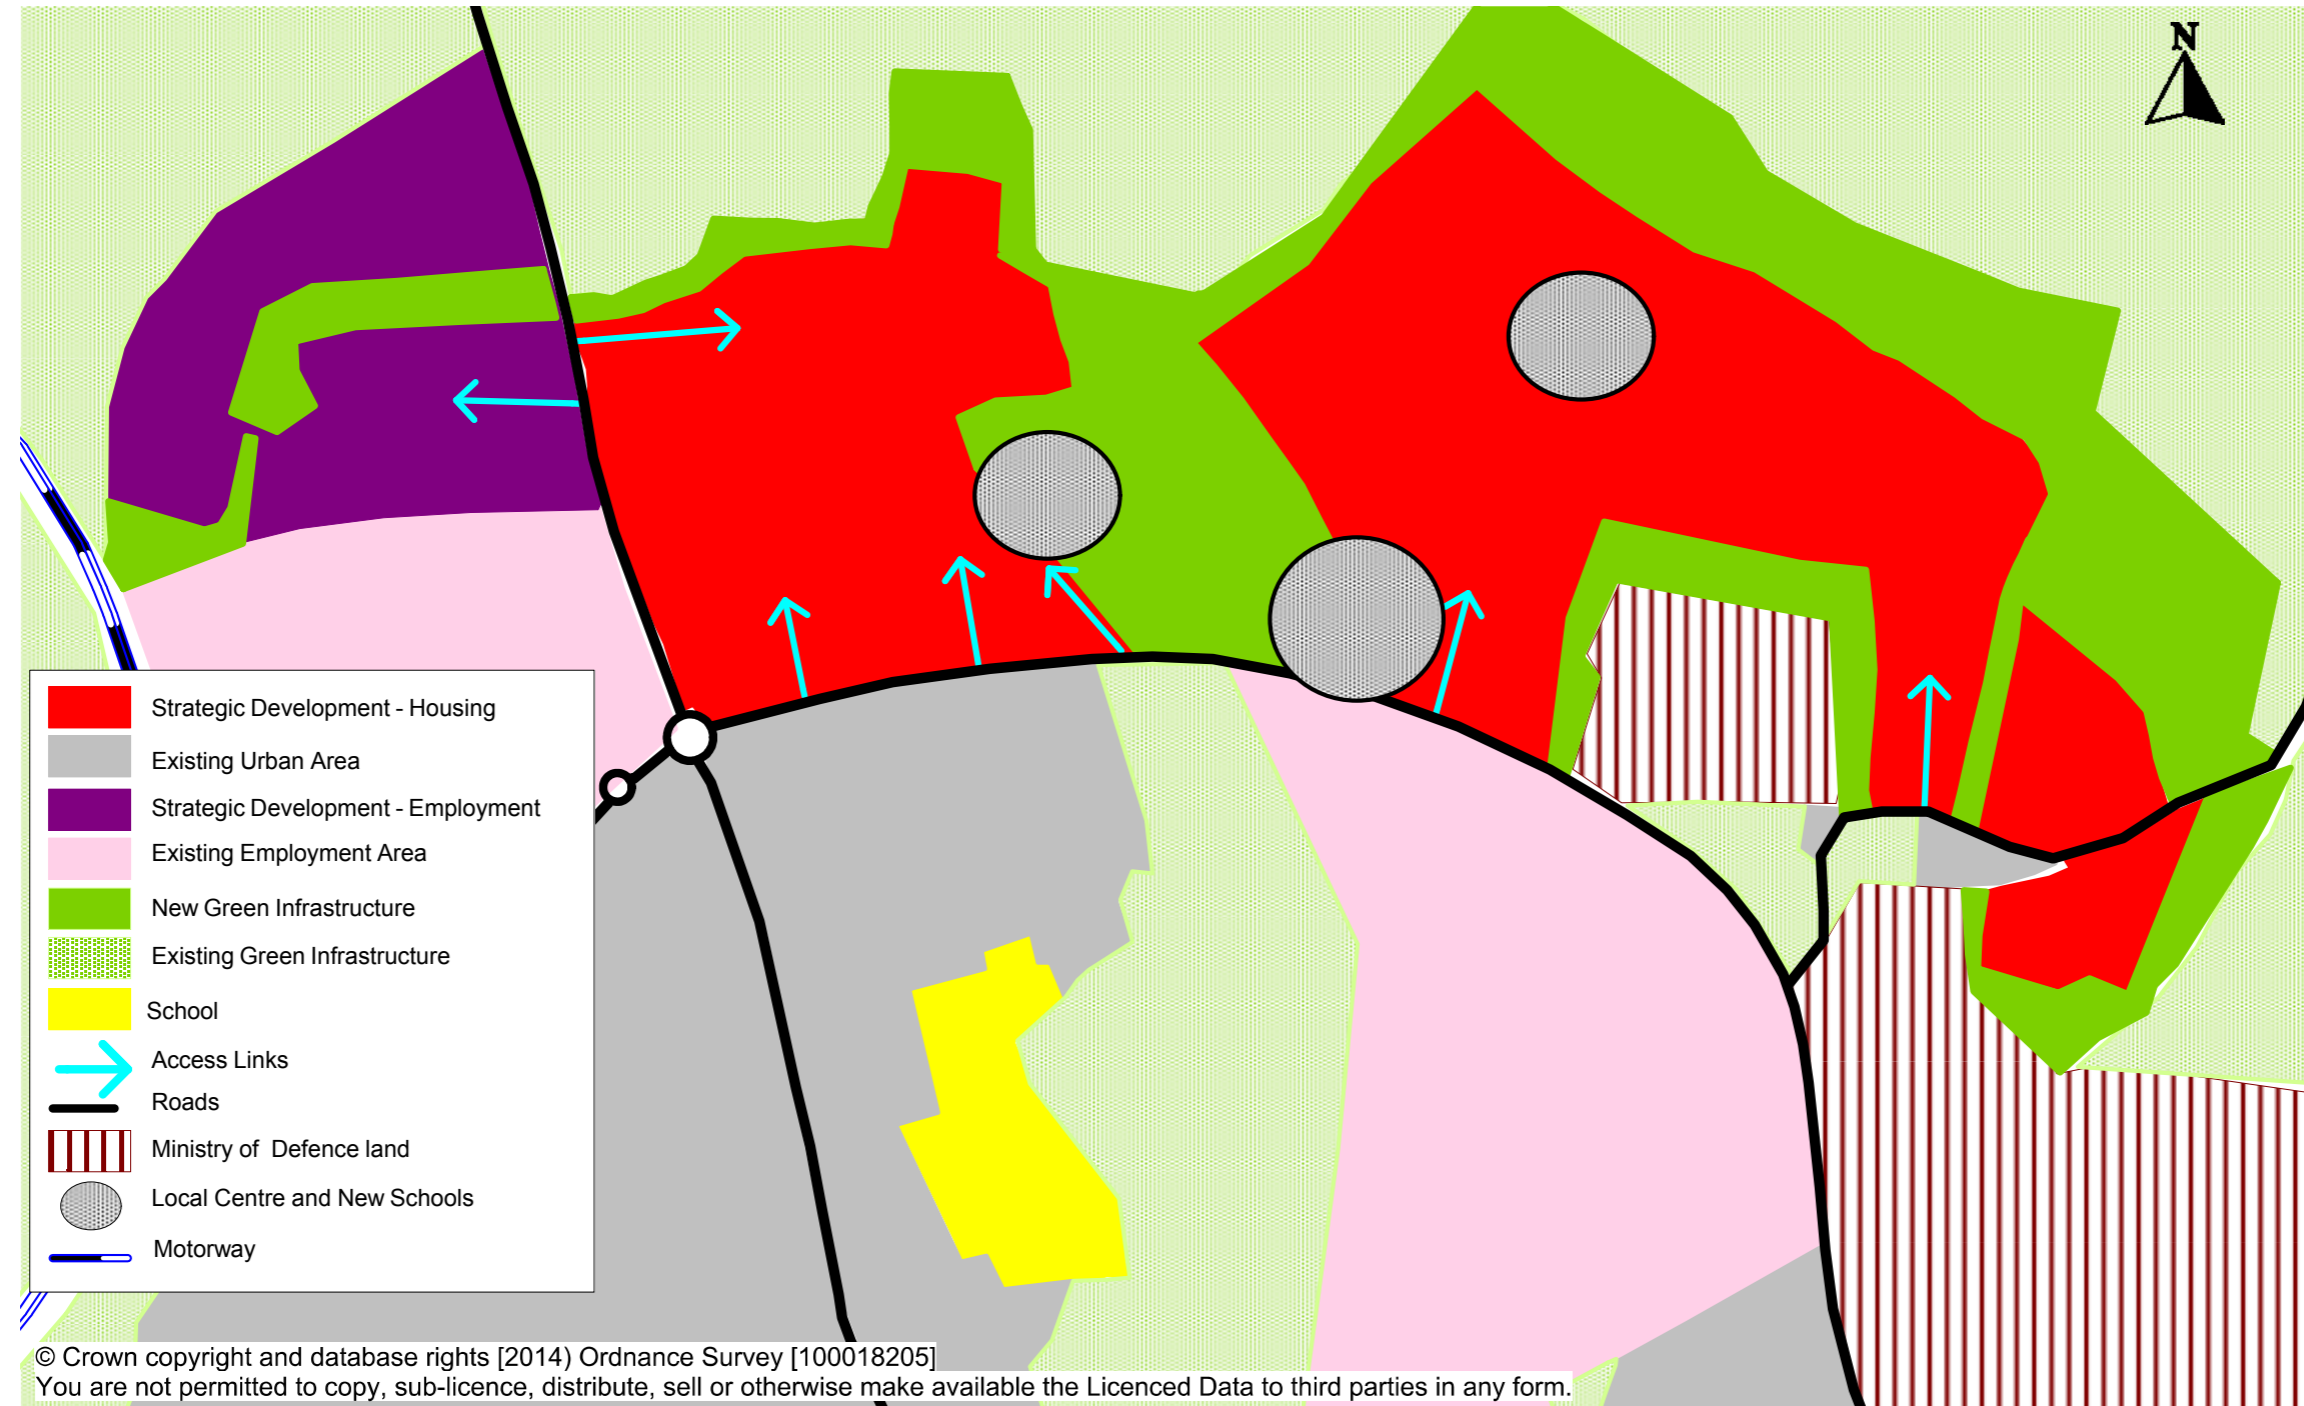 N
Strategic Development - Housing
Existing Urban Area
Strategic Development - Employment
Existing Employment Area
New Green Infrastructure
Existing Green Infrastructure
School
Access Links
Roads
Ministry of Defence land
Local Centre and New Schools
Motorway
© Crown copyright and database rights [2014) Ordnance Survey [100018205]
You are not permitted to copy, sub-licence, distribute, sell or otherwise make available the Licenced Data to third parties in any form.